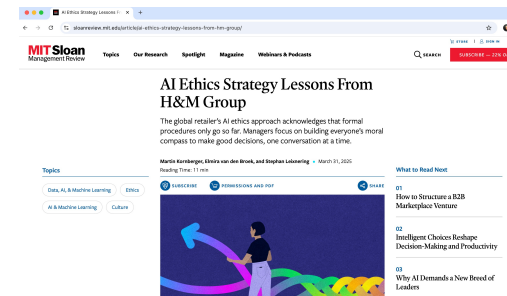 AI Ethics Strategy Lessons Fr
sloanreview.mit.edu/article/ai-ethics-strategy-lessons-from-hm-group/
STORE | SIGN IN
MIT Sloan
Management Review
Topics
Our Research
Spotlight
Magazine
Webinars & Podcasts
SEARCH
SUBSCRIBE — 22%
AI Ethics Strategy Lessons From
H&M Group
The global retailer's AI ethics approach acknowledges that formal
procedures only go so far. Managers focus on building everyone's moral
compass to make good decisions, one conversation at a time.
Martin Kornberger, Elmira van den Broek, and Stephan Leixnering • March 31, 2025
Reading Time: 11 min
SUBSCRIBE
PERMISSIONS AND PDF
SHARE
Topics
Data, AI, & Machine Learning
Ethics
AI & Machine Learning
Culture
What to Read Next
01
How to Structure a B2B
Marketplace Venture
02
Intelligent Choices Reshape
Decision-Making and Productivity
03
Why AI Demands a New Breed of
Leaders